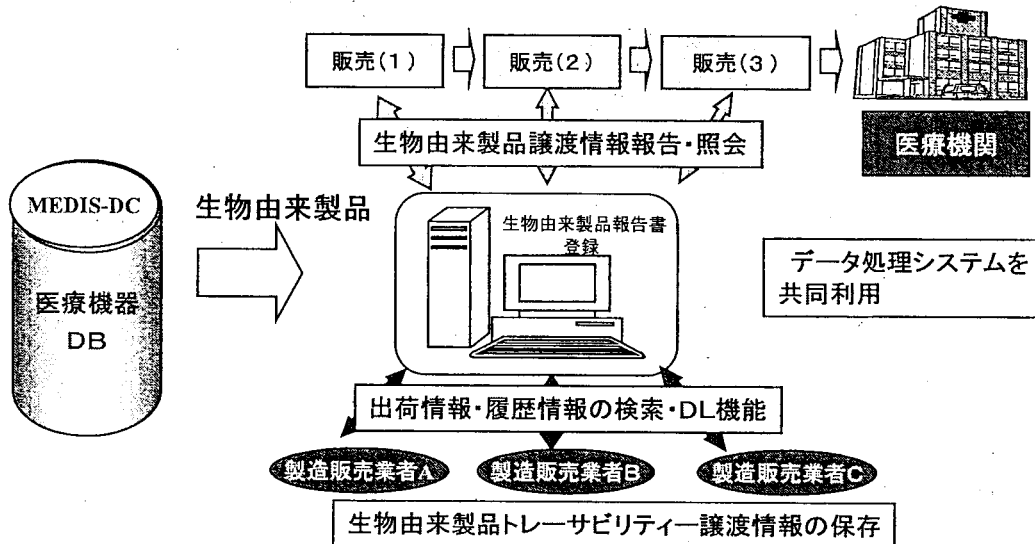 販売(1)
販売(2)
販売(3)
生物由来製品譲渡情報報告・照会
医療機関
MEDIS-DC
医療機器
DB
生物由来製品
生物由来製品報告書
登録
データ処理システムを
共同利用
出荷情報・履歴情報の検索・DL機能
製造販売業者A
製造販売業者B
製造販売業者C
生物由来製品トレーサビリティー譲渡情報の保存